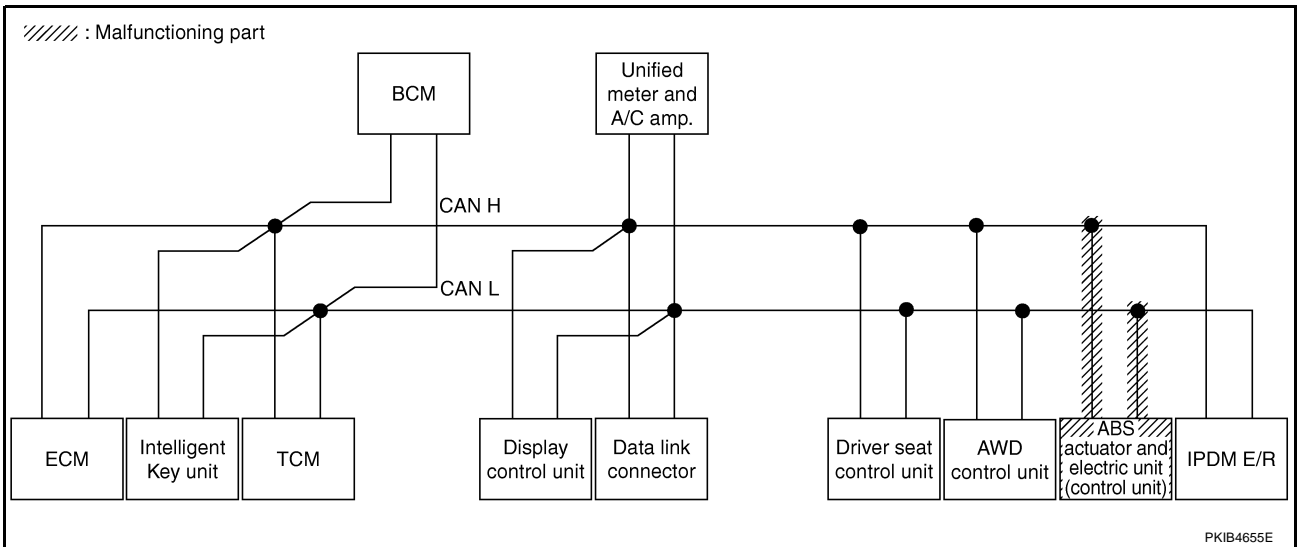 : Malfunctioning part
BCM
Unified
meter and
A/C amp.
CAN H
CAN L
ECM
Intelligent
Key unit
TCM
Display
control unit
Data link
connector
Driver seat
control unit
AWD
control unit
ABS
actuator and
electric unit
(control unit)
IPDM E/R
PKIB4655E